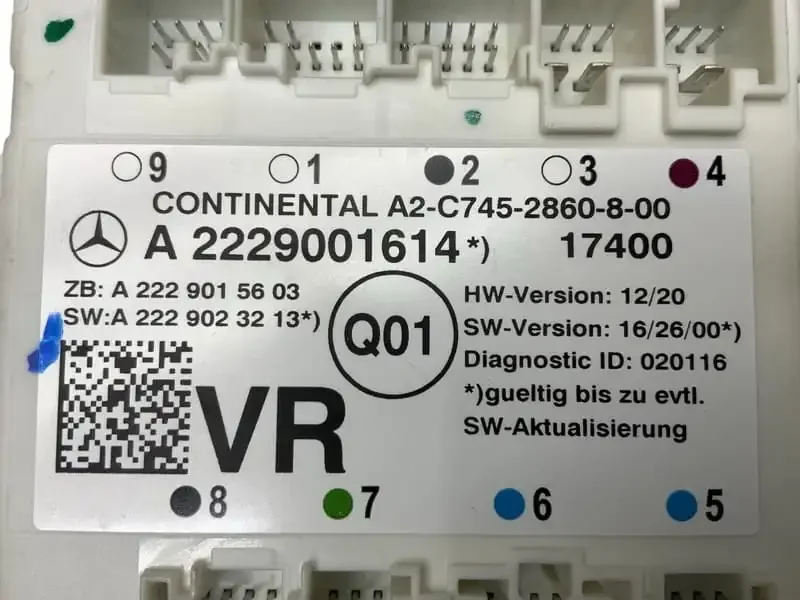 9 1 2 3 4
CONTINENTAL A2-C745-2860-8-00
A 2229001614*) 17400
ZB: A 222 901 56 03
SW:A 222 902 32 13*)
Q01
HW-Version: 12/20
SW-Version: 16/26/00*)
Diagnostic ID: 020116
*)gueltig bis zu evtl.
SW-Aktualisierung
VR
8 7 6 5